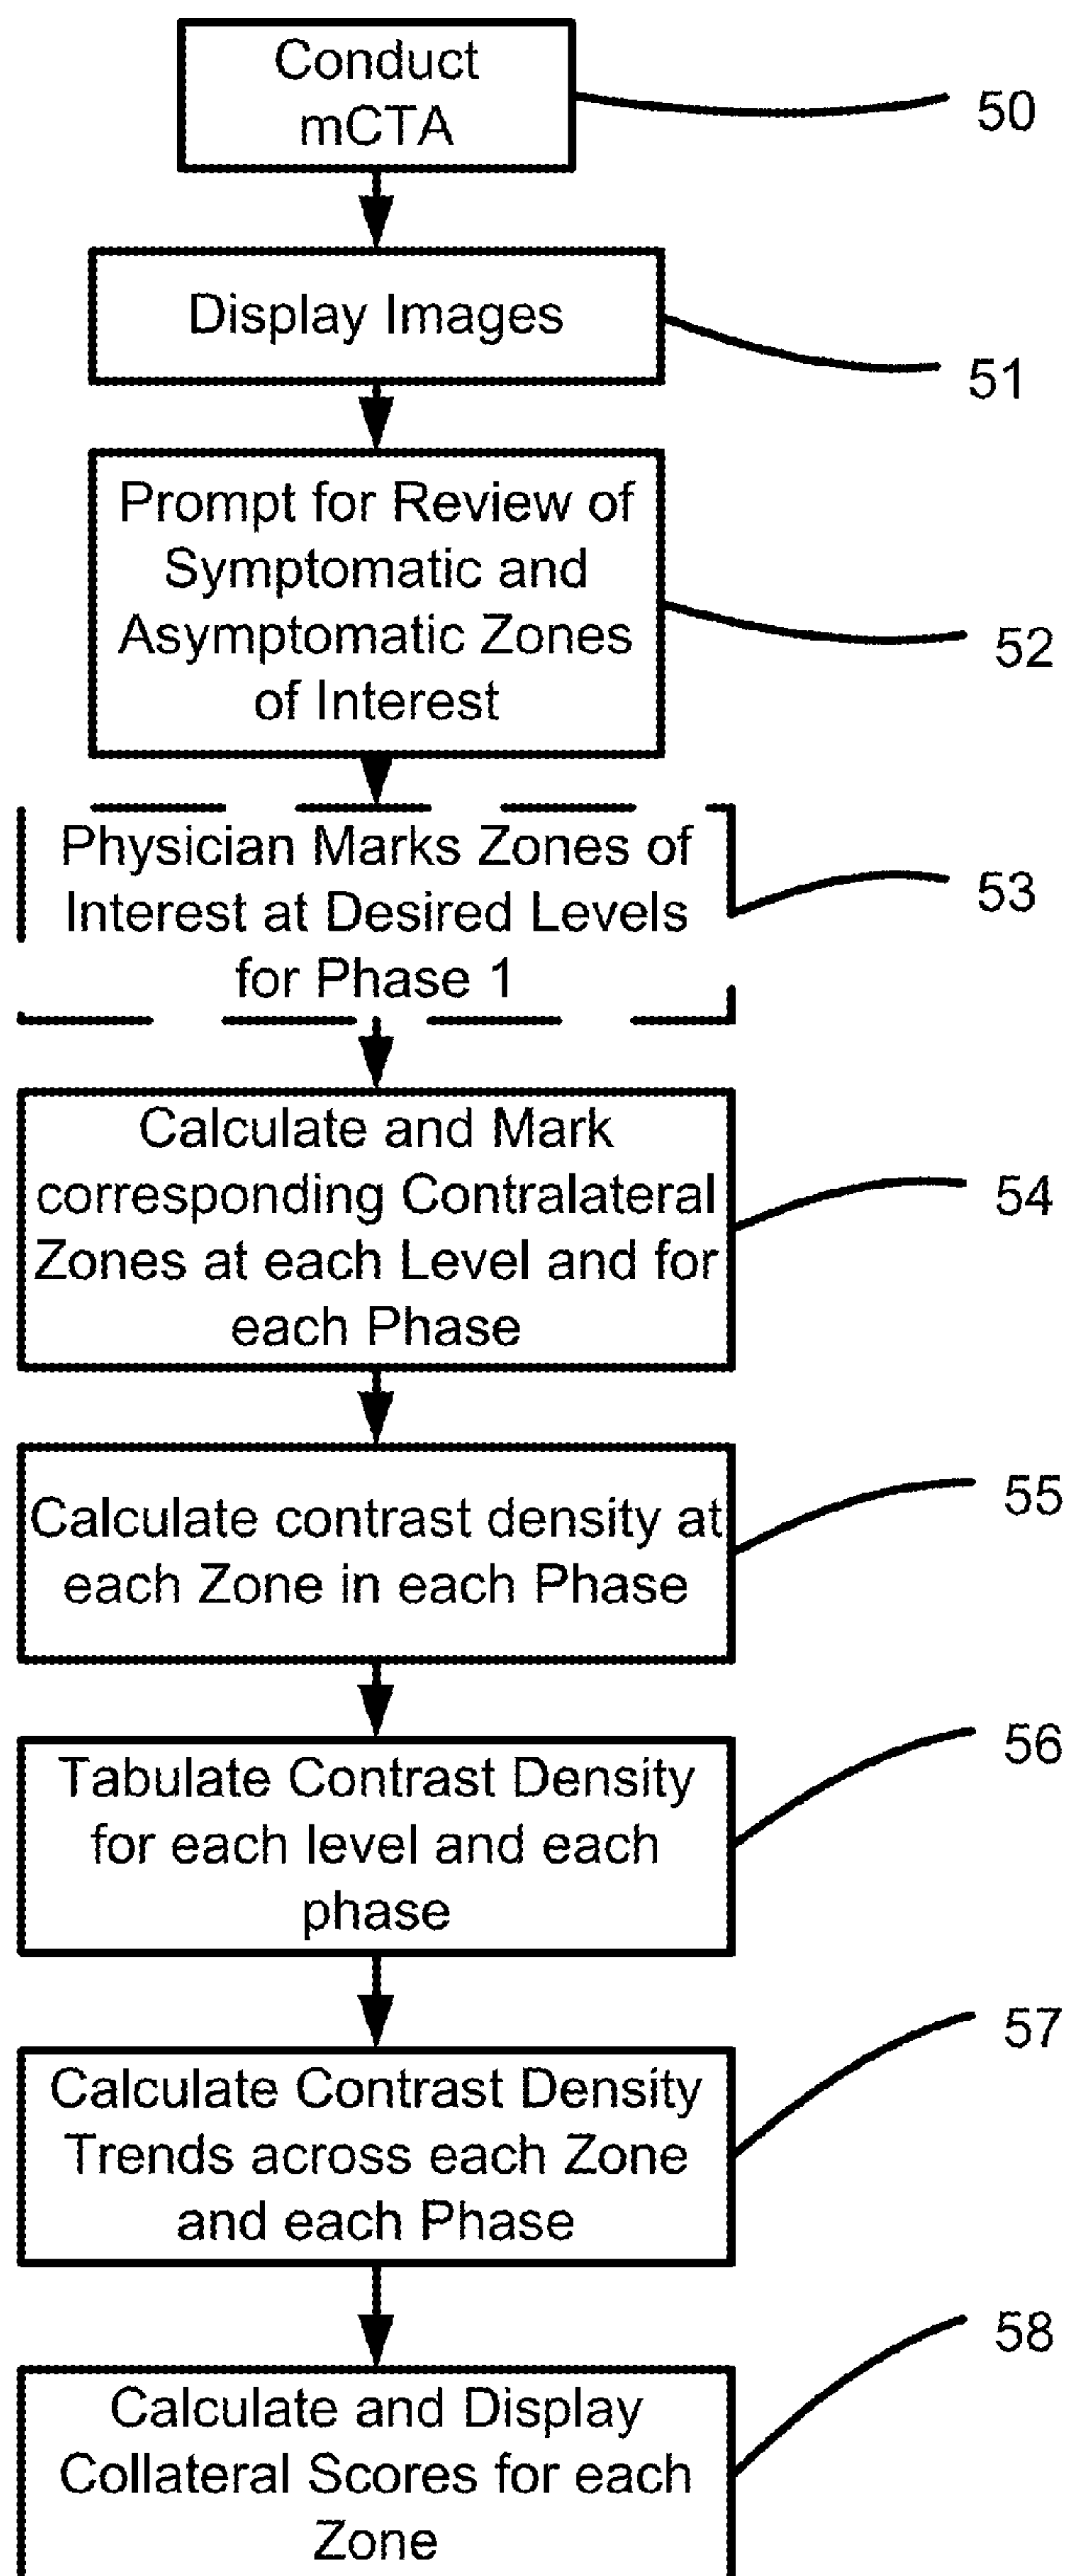 Conduct
mCTA
50
Display Images
51
Prompt for Review of
Symptomatic and
Asymptomatic Zones
of Interest
52
Physician Marks Zones of
Interest at Desired Levels
for Phase 1
53
Calculate and Mark
corresponding Contralateral
Zones at each Level and for
each Phase
54
Calculate contrast density at
each Zone in each Phase
55
Tabulate Contrast Density
for each level and each
phase
56
Calculate Contrast Density
Trends across each Zone
and each Phase
57
Calculate and Display
Collateral Scores for each
Zone
58